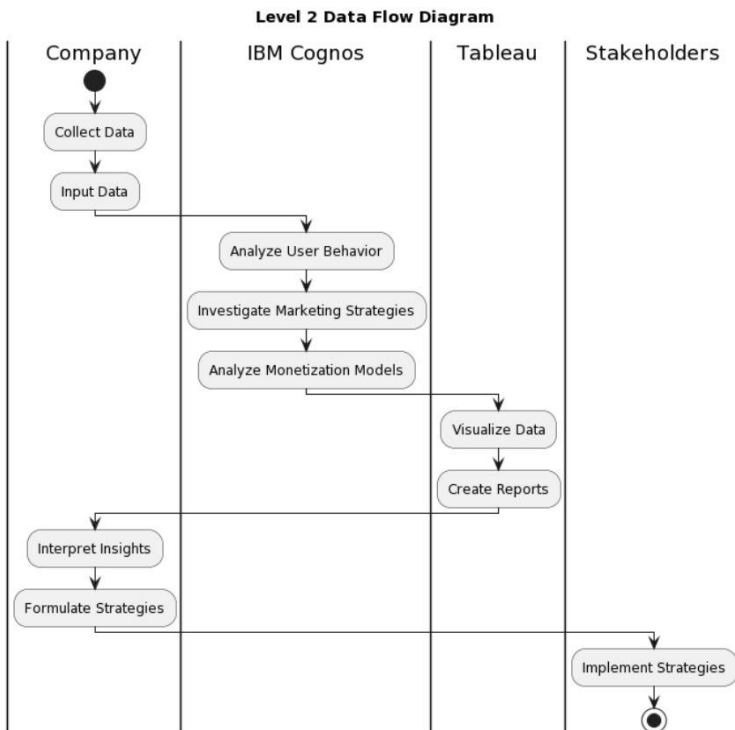 Level 2 Data Flow Diagram
Company
IBM Cognos
Tableau
Stakeholders
Collect Data
Input Data
Analyze User Behavior
Investigate Marketing Strategies
Analyze Monetization Models
Visualize Data
Create Reports
Interpret Insights
Formulate Strategies
Implement Strategies